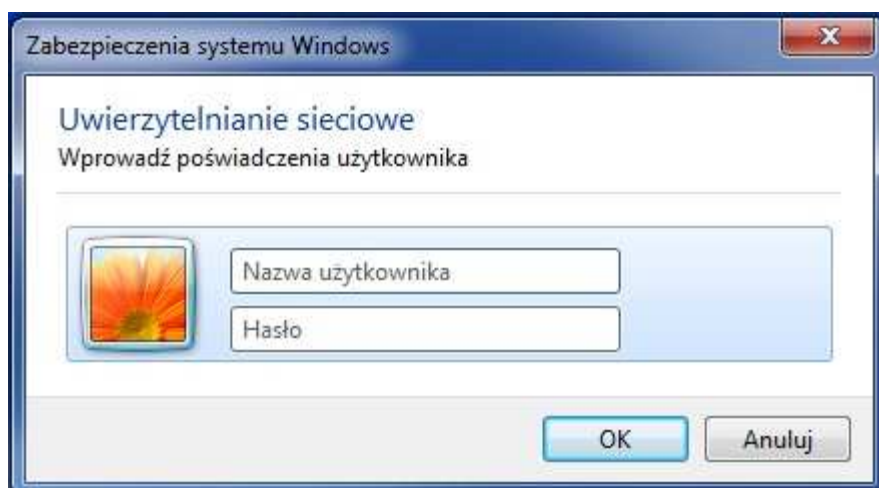 Zabezpieczenia systemu Windows
Uwierzytelnianie sieciowe
Wprowadź poświadczenia użytkownika
Nazwa użytkownika
Hasło
OK Anuluj